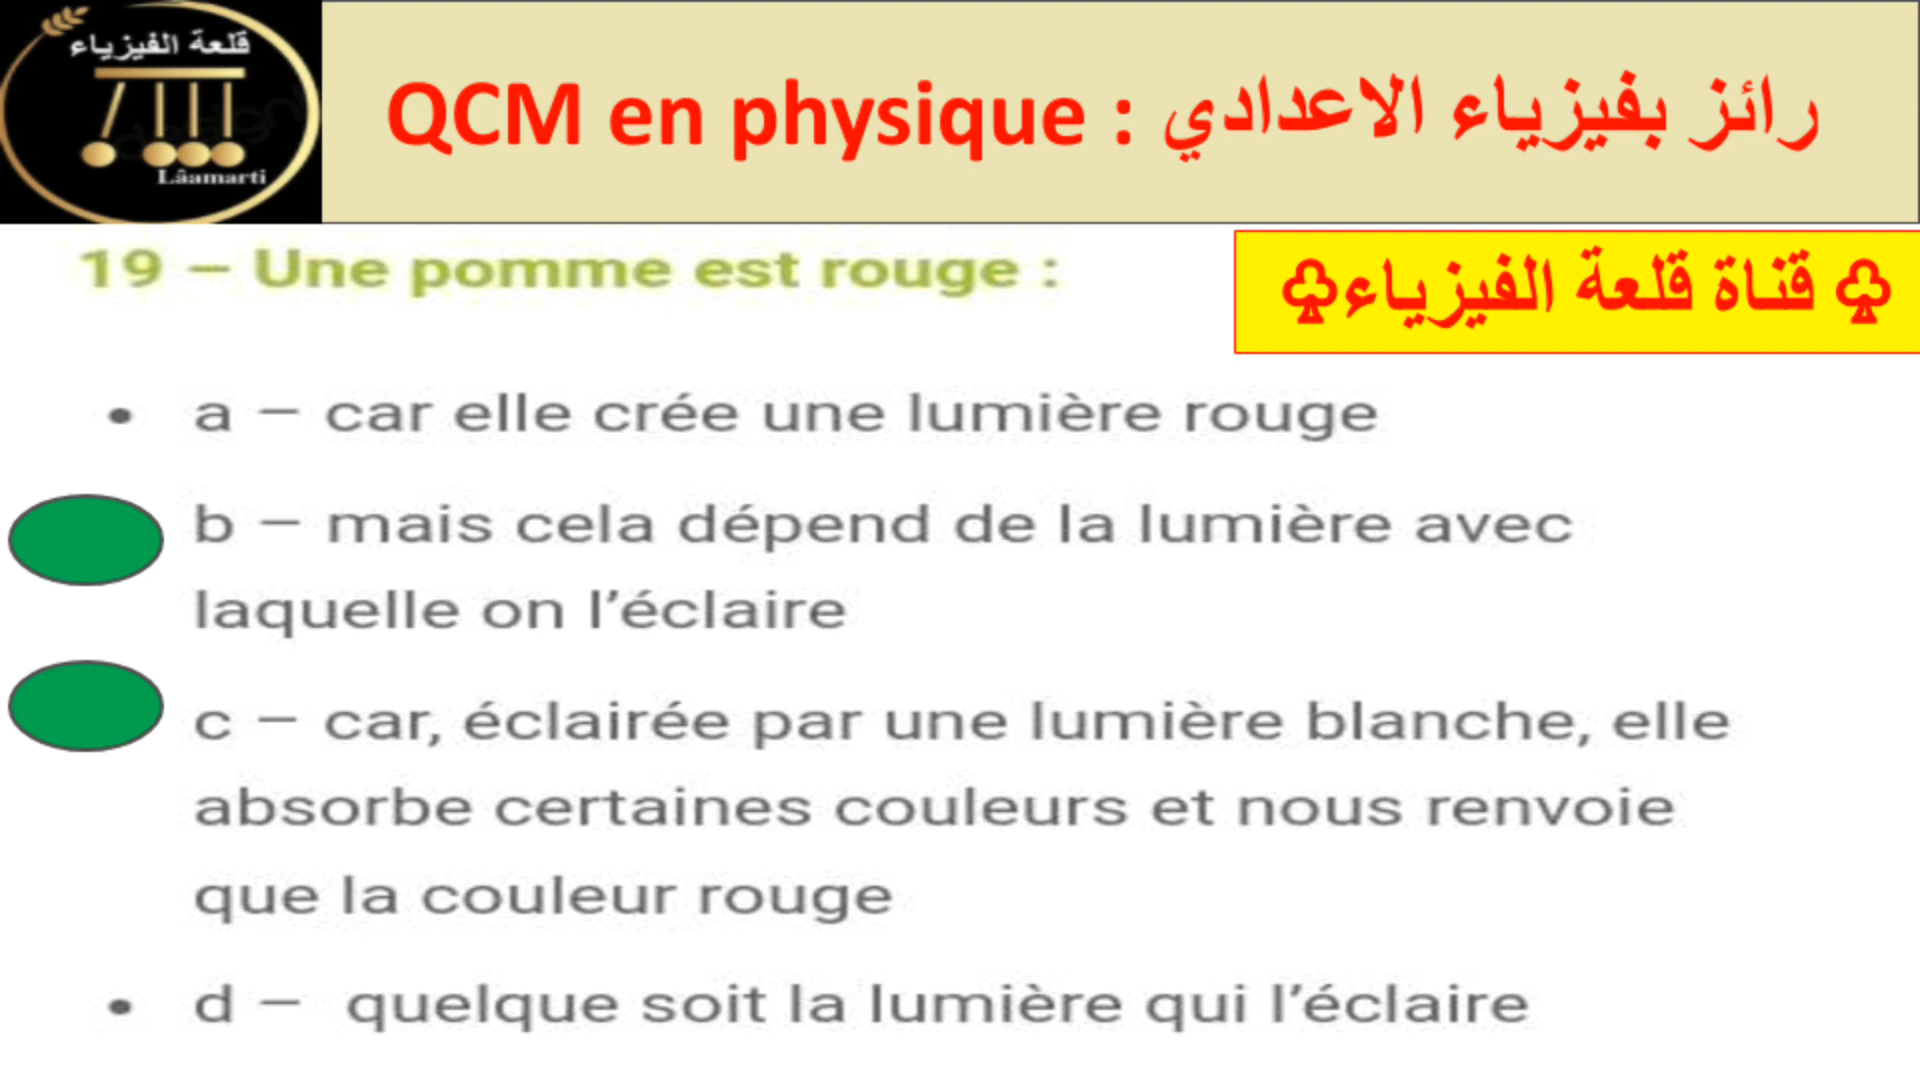 قلعة الفيزياء
Lâamarti
QCM en physique : رائز بفيزياء الاعدادي
19 – Une pomme est rouge :
♧ قناة قلعة الفيزياء♧
• a – car elle crée une lumière rouge
b – mais cela dépend de la lumière avec
laquelle on l’éclaire
c – car, éclairée par une lumière blanche, elle
absorbe certaines couleurs et nous renvoie
que la couleur rouge
• d – quelque soit la lumière qui l’éclaire